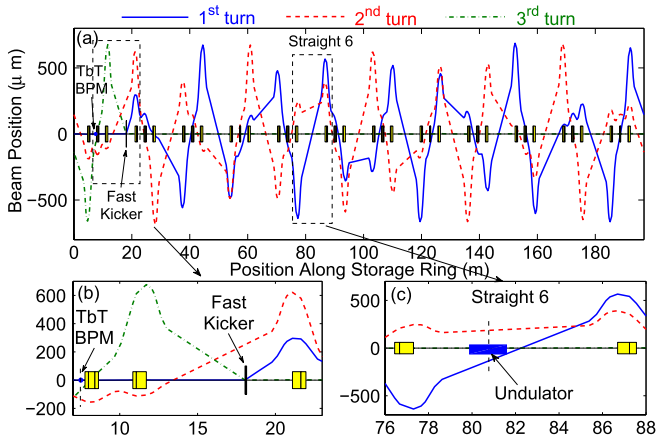 1st turn 2nd turn 3rd turn
(a)
Straight 6
500
0
−500
Beam Position (μ m)
TbT
BPM
Fast
Kicker
0 20 40 60 80 100 120 140 160 180
Position Along Storage Ring (m)
(b)
600
400
200
0
−200
TbT
BPM
Fast
Kicker
10 15 20
(c)
Straight 6
500
0
−500
Undulator
76 78 80 82 84 86 88